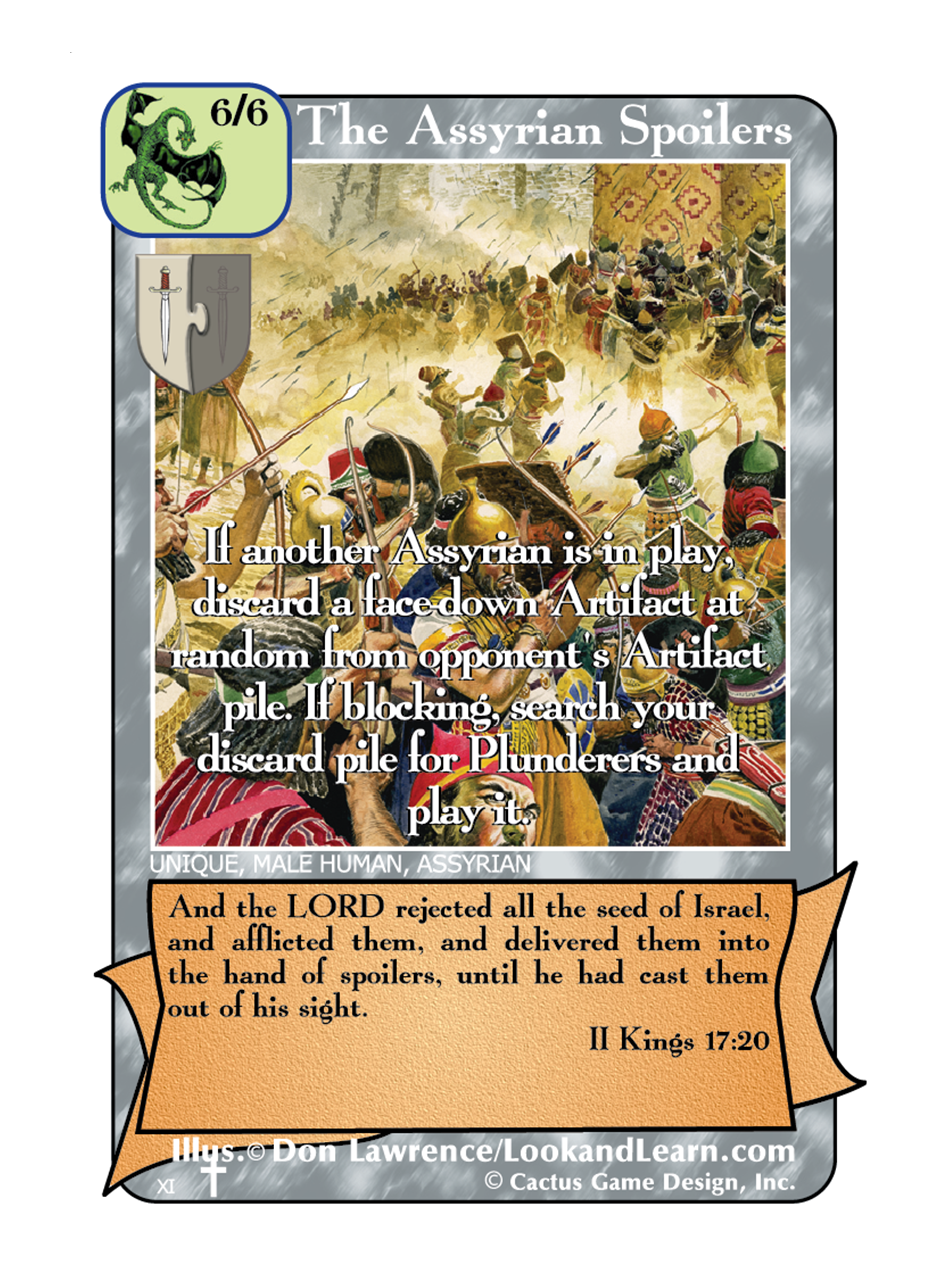 6/6 The Assyrian Spoilers
If another Assyrian is in play,
discard a face-down Artifact at
random from opponent's Artifact
pile. If blocking, search your
discard pile for Plunderers and
play it.
UNIQUE, MALE HUMAN, ASSYRIAN
And the LORD rejected all the seed of Israel,
and afflicted them, and delivered them into
the hand of spoilers, until he had cast them
out of his sight.
II Kings 17:20
Illus.© Don Lawrence/LookandLearn.com
XI © Cactus Game Design, Inc.